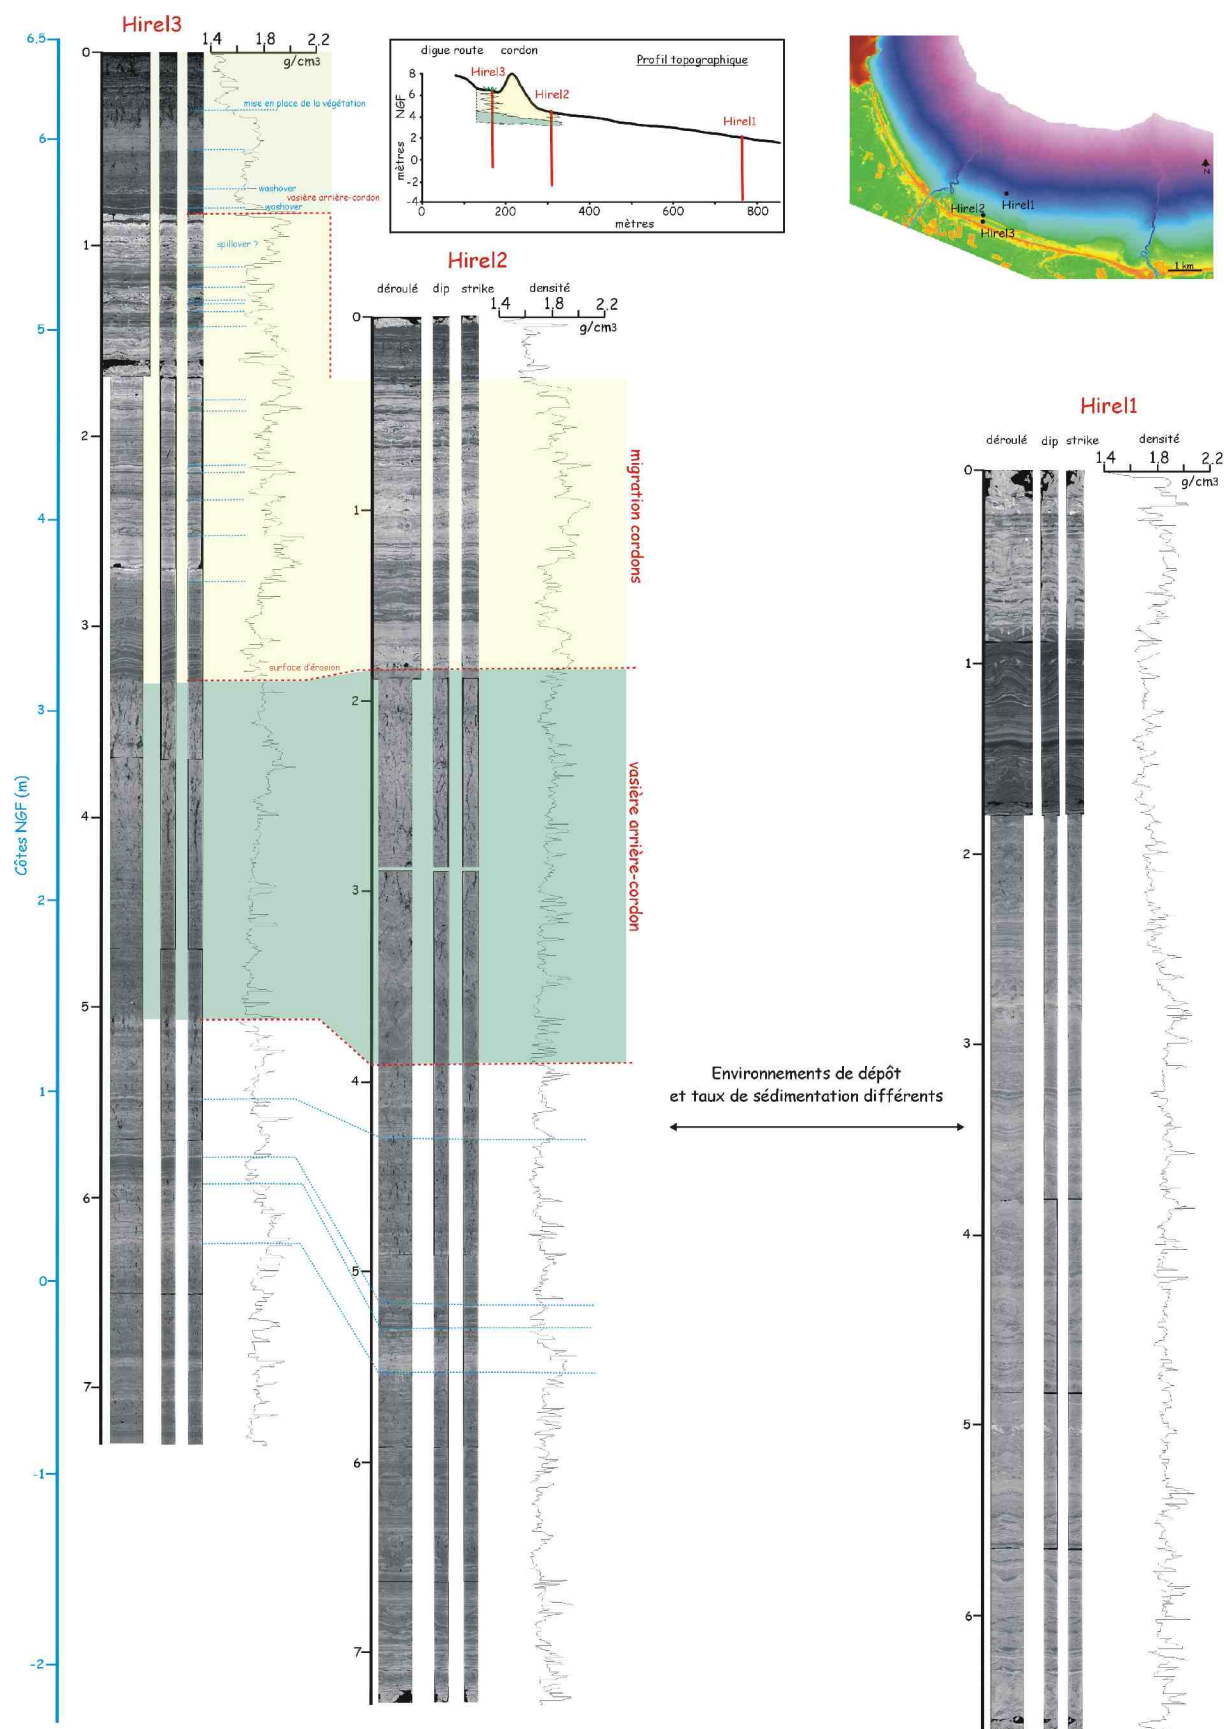 Hirel3
1.4 1.8 2.2
g/cm3
6,5
6
5
4
3
2
1
0
-1
-2
Côtes NGF (m)
0
1
2
3
4
5
6
7
mise en place de la végétation
washover
vasière arrière-cordon
washover
spillover ?
surface d'érosion
digue route cordon
Profil topographique
Hirel3
Hirel2
Hirel1
mètres NGF
8
6
4
2
0
-2
-4
0 200 400 600 800
mètres
Hirel2
Hirel1
Hirel3
N
1 km
Hirel2
déroulé dip strike densité
1.4 1.8 2.2
g/cm3
0
1
2
3
4
5
6
7
migration cordons
vasière arrière-cordon
Environnements de dépôt
et taux de sédimentation différents
Hirel1
déroulé dip strike densité
1.4 1.8 2.2
g/cm3
0
1
2
3
4
5
6